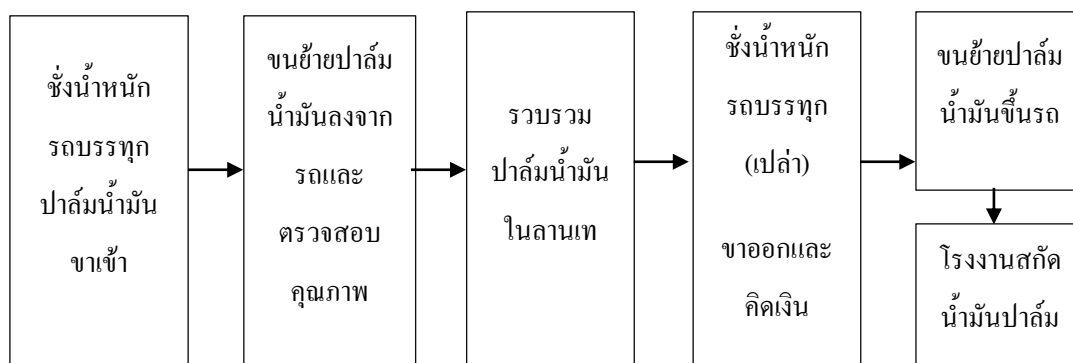 ชั่งน้ำหนัก
รถบรรทุก
ปาล์มน้ำมัน
ขาเข้า
ขนย้ายปาล์ม
น้ำมันลงจาก
รถและ
ตรวจสอบ
คุณภาพ
รวบรวม
ปาล์มน้ำมัน
ในลานเท
ชั่งน้ำหนัก
รถบรรทุก
(เปล่า)
ขาออกและ
คิดเงิน
ขนย้ายปาล์ม
น้ำมันขึ้นรถ
โรงงานสกัด
น้ำมันปาล์ม